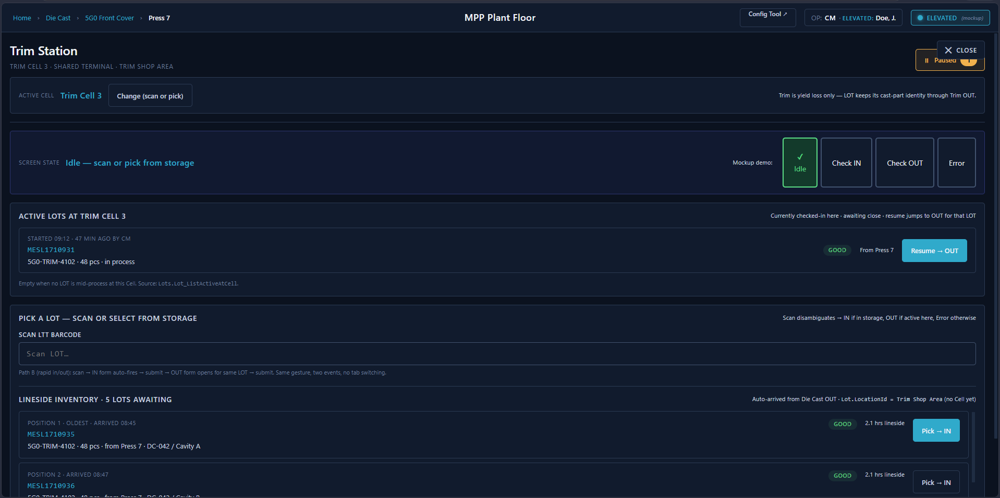 Home › Die Cast › 5G0 Front Cover › Press 7
MPP Plant Floor
Config Tool ↗
OP: CM · ELEVATED: Doe, J.
ELEVATED (mockup)
Trim Station
TRIM CELL 3 · SHARED TERMINAL · TRIM SHOP AREA
CLOSE
Paused
ACTIVE CELL Trim Cell 3 Change (scan or pick)
Trim is yield loss only — LOT keeps its cast-part identity through Trim OUT.
SCREEN STATE Idle — scan or pick from storage
Mockup demo:
✓ Idle
Check IN
Check OUT
Error
ACTIVE LOTS AT TRIM CELL 3
Currently checked-in here · awaiting close · resume jumps to OUT for that LOT
STARTED 09:12 · 47 MIN AGO BY CM
MESL1710931
5G0-TRIM-4102 · 48 pcs · in process
GOOD
From Press 7
Resume → OUT
Empty when no LOT is mid-process at this Cell. Source: Lots.Lot_ListActiveAtCell.
PICK A LOT — SCAN OR SELECT FROM STORAGE
Scan disambiguates → IN if in storage, OUT if active here, Error otherwise
SCAN LTT BARCODE
Scan LOT…
Path B (rapid in/out): scan → IN form auto-fires → submit → OUT form opens for same LOT → submit. Same gesture, two events, no tab switching.
LINESIDE INVENTORY · 5 LOTS AWAITING
Auto-arrived from Die Cast OUT · Lot.LocationId = Trim Shop Area (no Cell yet)
POSITION 1 · OLDEST · ARRIVED 08:45
MESL1710935
5G0-TRIM-4102 · 48 pcs · from Press 7 · DC-042 / Cavity A
GOOD
2.1 hrs lineside
Pick → IN
POSITION 2 · ARRIVED 08:47
MESL1710936
5G0-TRIM-4102 · 48 pcs · from Press 7 · DC-042 / Cavity B
GOOD
2.1 hrs lineside
Pick → IN